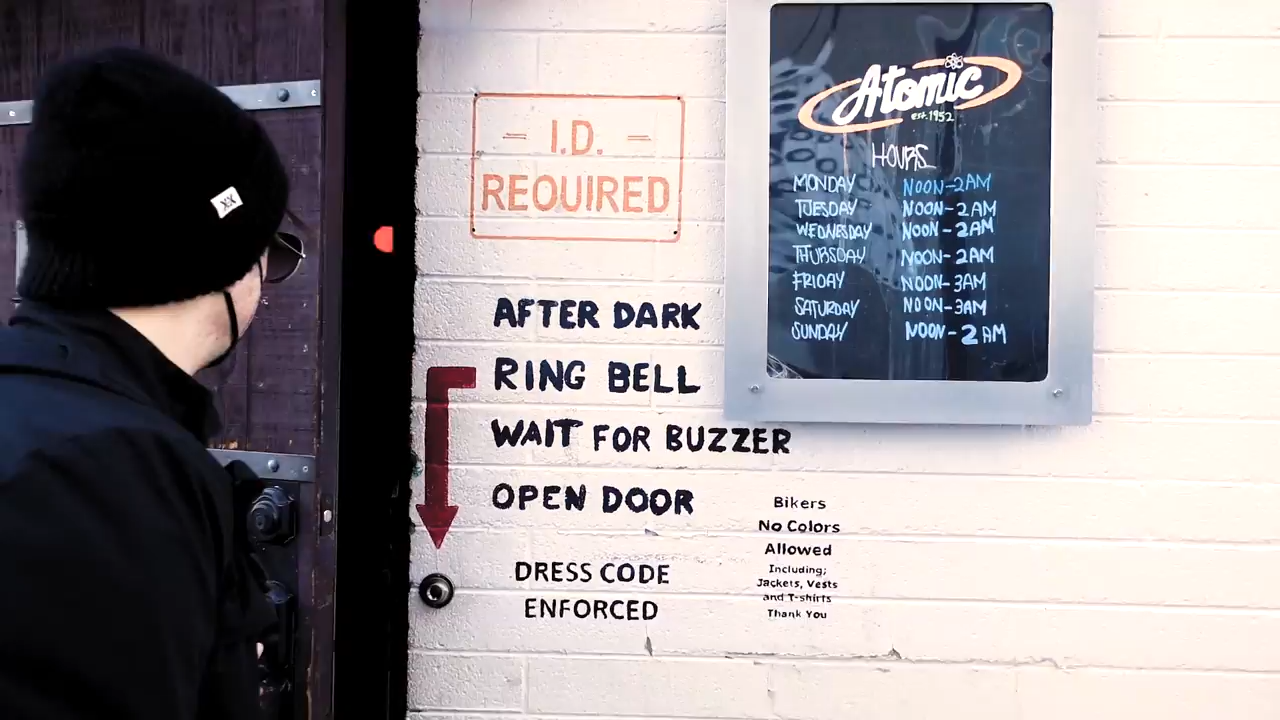 XX
- I.D. -
REQUIRED
AFTER DARK
RING BELL
WAIT FOR BUZZER
OPEN DOOR
DRESS CODE
ENFORCED
Atomic
est. 1952
HOURS
MONDAY NOON-2AM
TUESDAY NOON-2AM
WEDNESDAY NOON-2AM
THURSDAY NOON-2AM
FRIDAY NOON-3AM
SATURDAY NOON-3AM
SUNDAY NOON-2AM
Bikers
No Colors
Allowed
Including;
Jackets, Vests
and T-shirts
Thank You